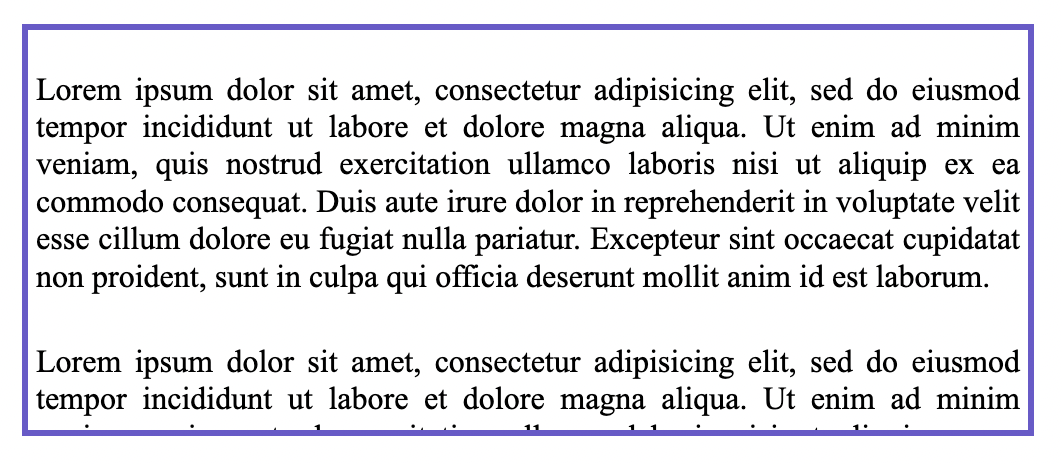 Lorem ipsum dolor sit amet, consectetur adipisicing elit, sed do eiusmod
tempor incididunt ut labore et dolore magna aliqua. Ut enim ad minim
veniam, quis nostrud exercitation ullamco laboris nisi ut aliquip ex ea
commodo consequat. Duis aute irure dolor in reprehenderit in voluptate velit
esse cillum dolore eu fugiat nulla pariatur. Excepteur sint occaecat cupidatat
non proident, sunt in culpa qui officia deserunt mollit anim id est laborum.
Lorem ipsum dolor sit amet, consectetur adipisicing elit, sed do eiusmod
tempor incididunt ut labore et dolore magna aliqua. Ut enim ad minim